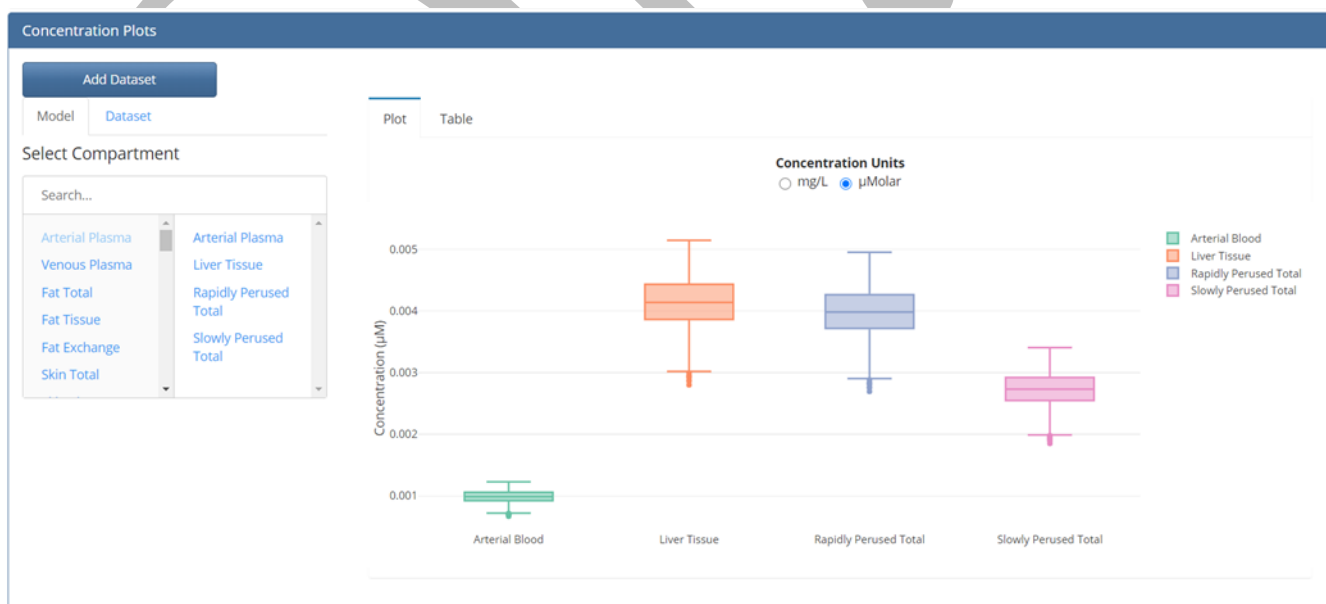 Concentration Plots
Add Dataset
Model Dataset
Select Compartment
Search...
Arterial Plasma
Venous Plasma
Fat Total
Fat Tissue
Fat Exchange
Skin Total
Arterial Plasma
Liver Tissue
Rapidly Perused
Total
Slowly Perused
Total
Plot Table
Concentration Units
mg/L µMolar
Concentration (µM)
0.005
0.004
0.003
0.002
0.001
Arterial Blood
Liver Tissue
Rapidly Perused Total
Slowly Perused Total
Arterial Blood
Liver Tissue
Rapidly Perused Total
Slowly Perused Total